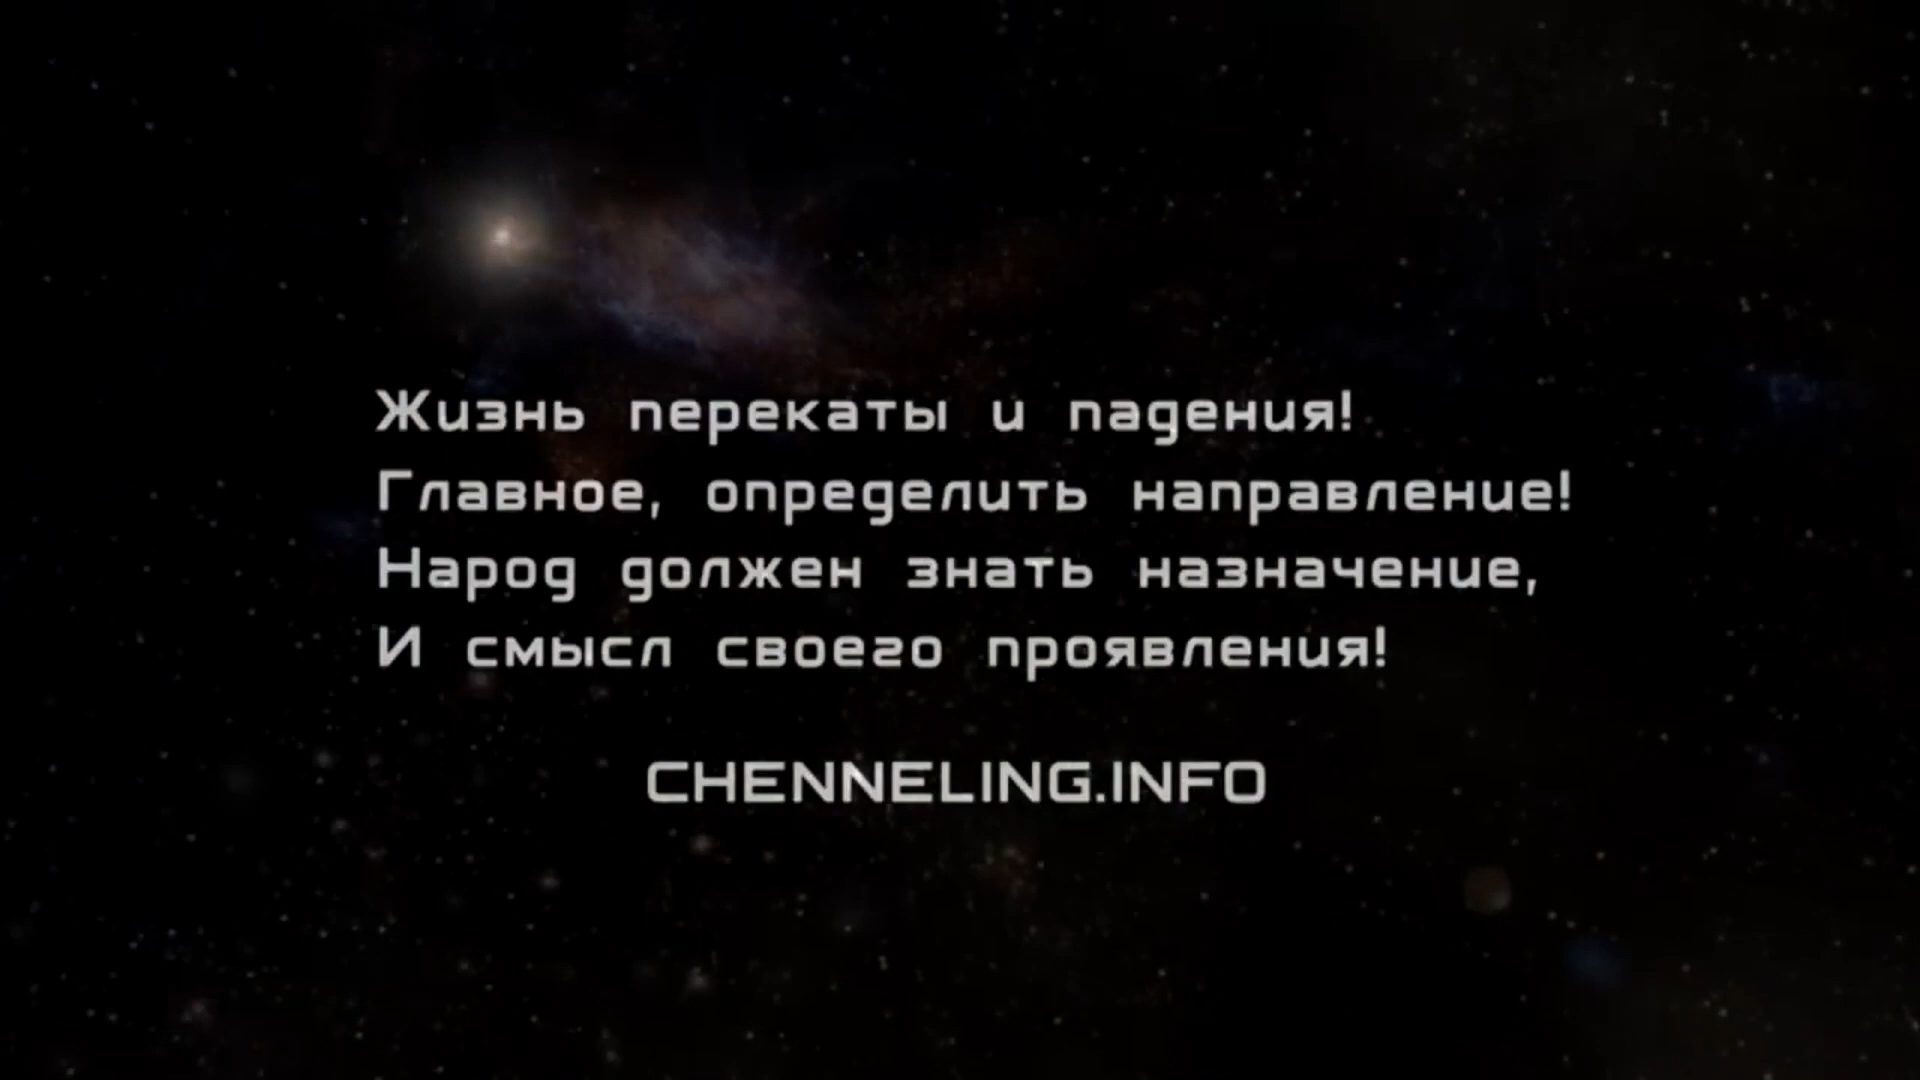 Жизнь перекаты и падения!
Главное, определить направление!
Народ должен знать назначение,
И смысл своего проявления!
CHENNELING.INFO